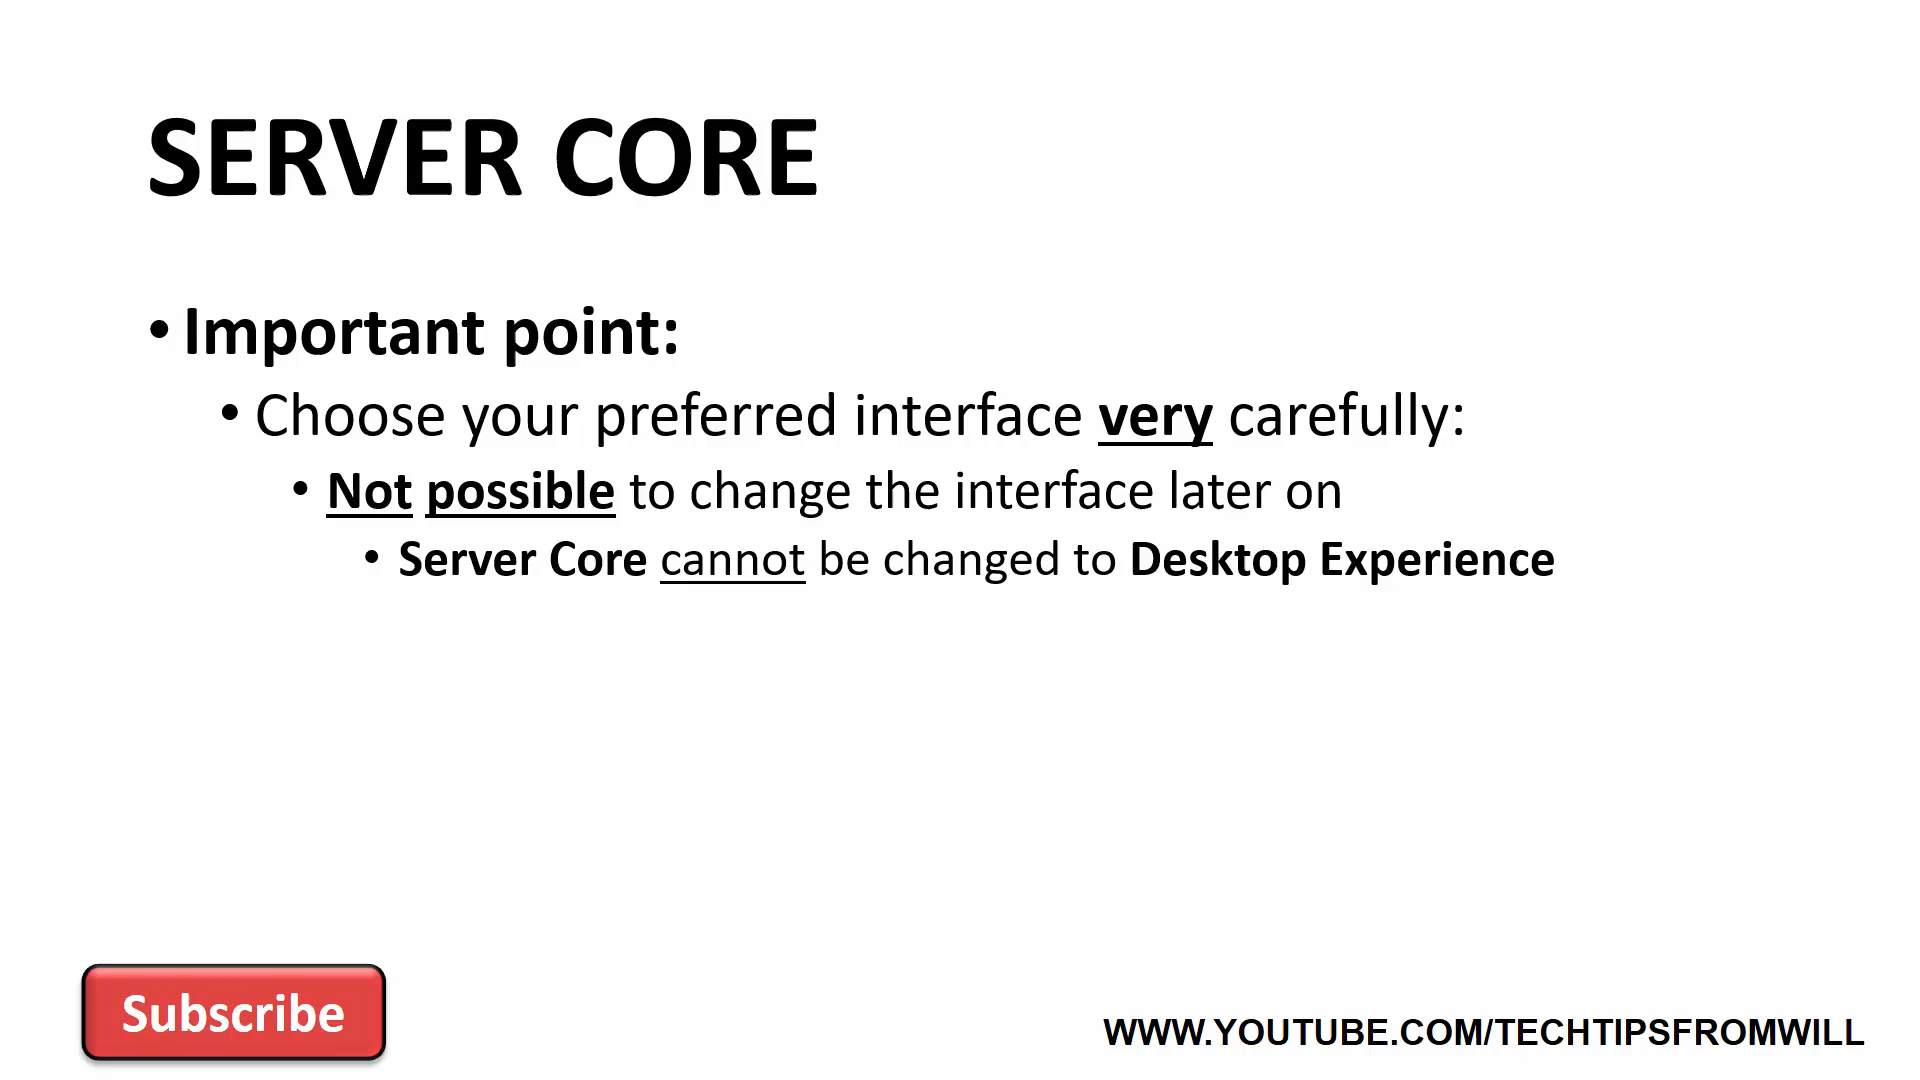 SERVER CORE
• Important point:
• Choose your preferred interface very carefully:
• Not possible to change the interface later on
• Server Core cannot be changed to Desktop Experience
Subscribe
WWW.YOUTUBE.COM/TECHTIPSFROMWILL